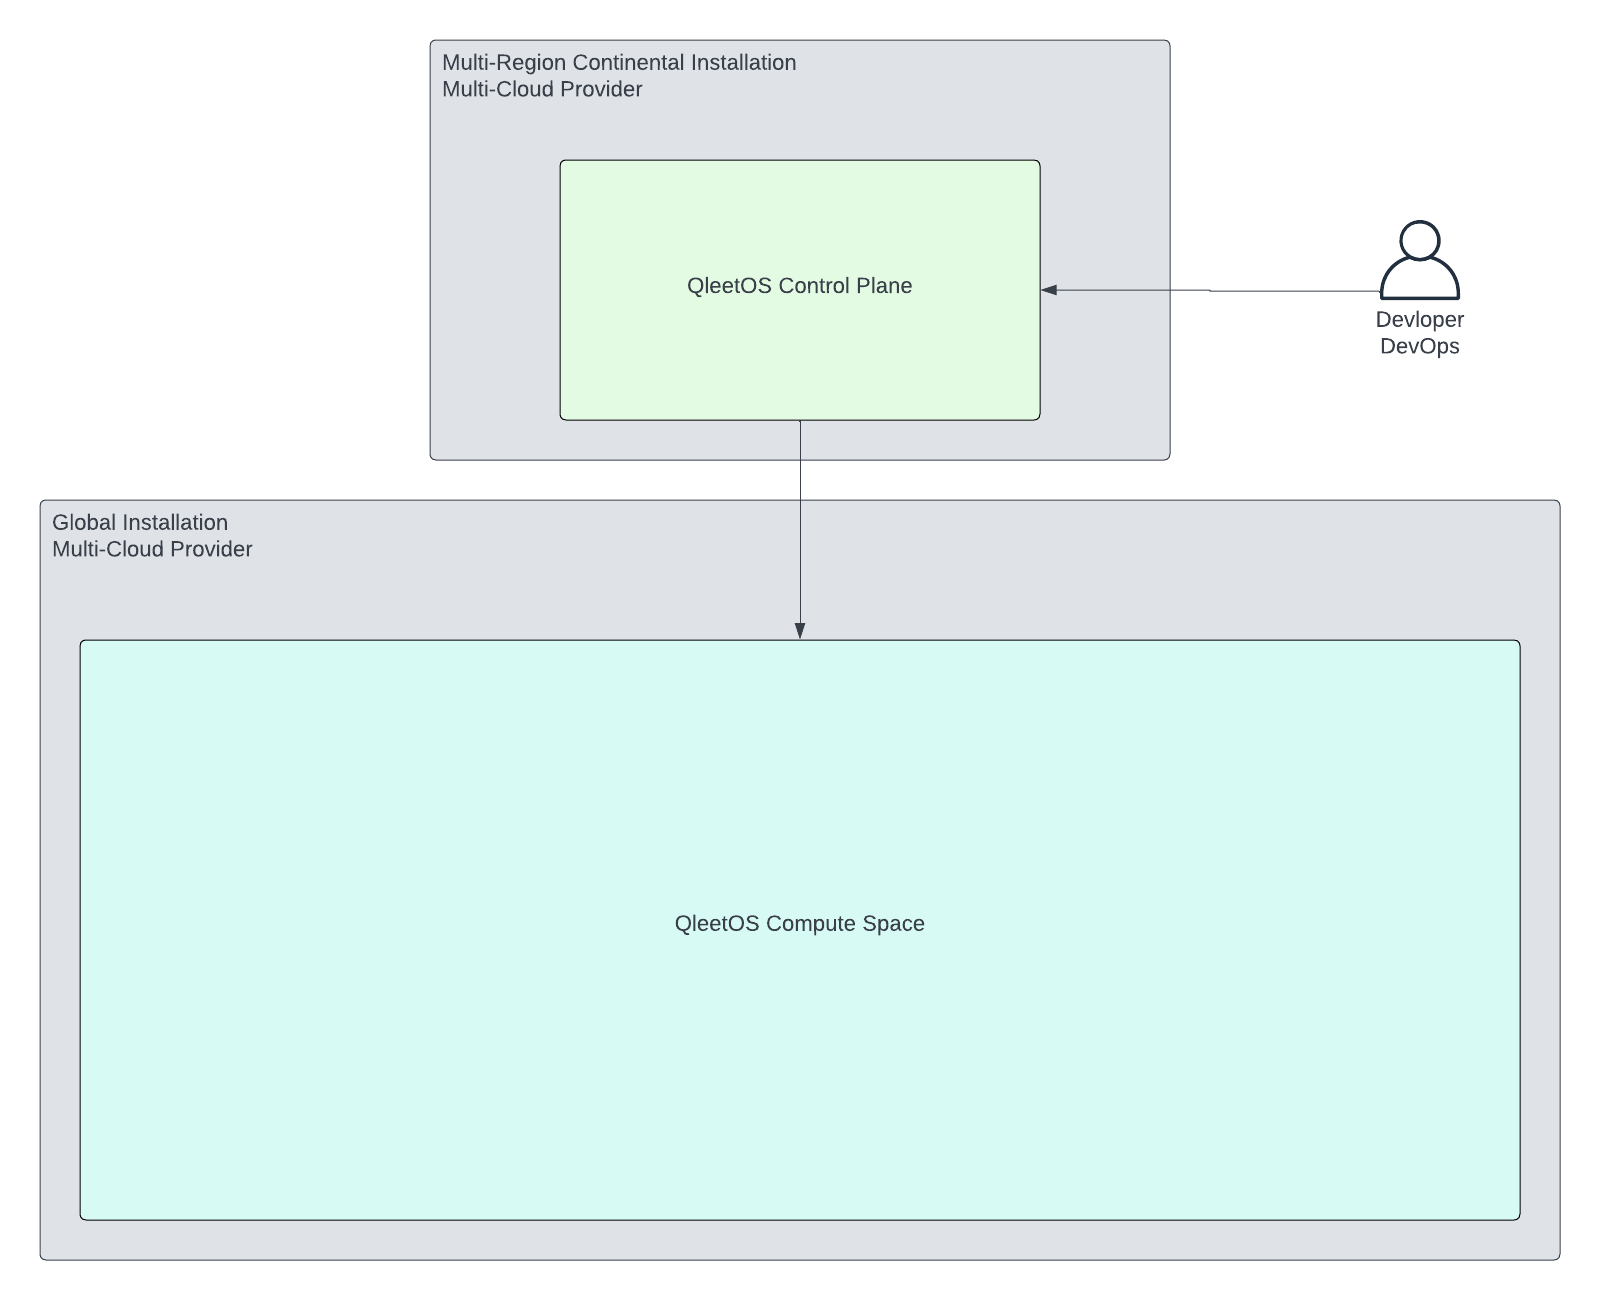 Multi-Region Continental Installation
Multi-Cloud Provider
QleetOS Control Plane
Devloper
DevOps
Global Installation
Multi-Cloud Provider
QleetOS Compute Space